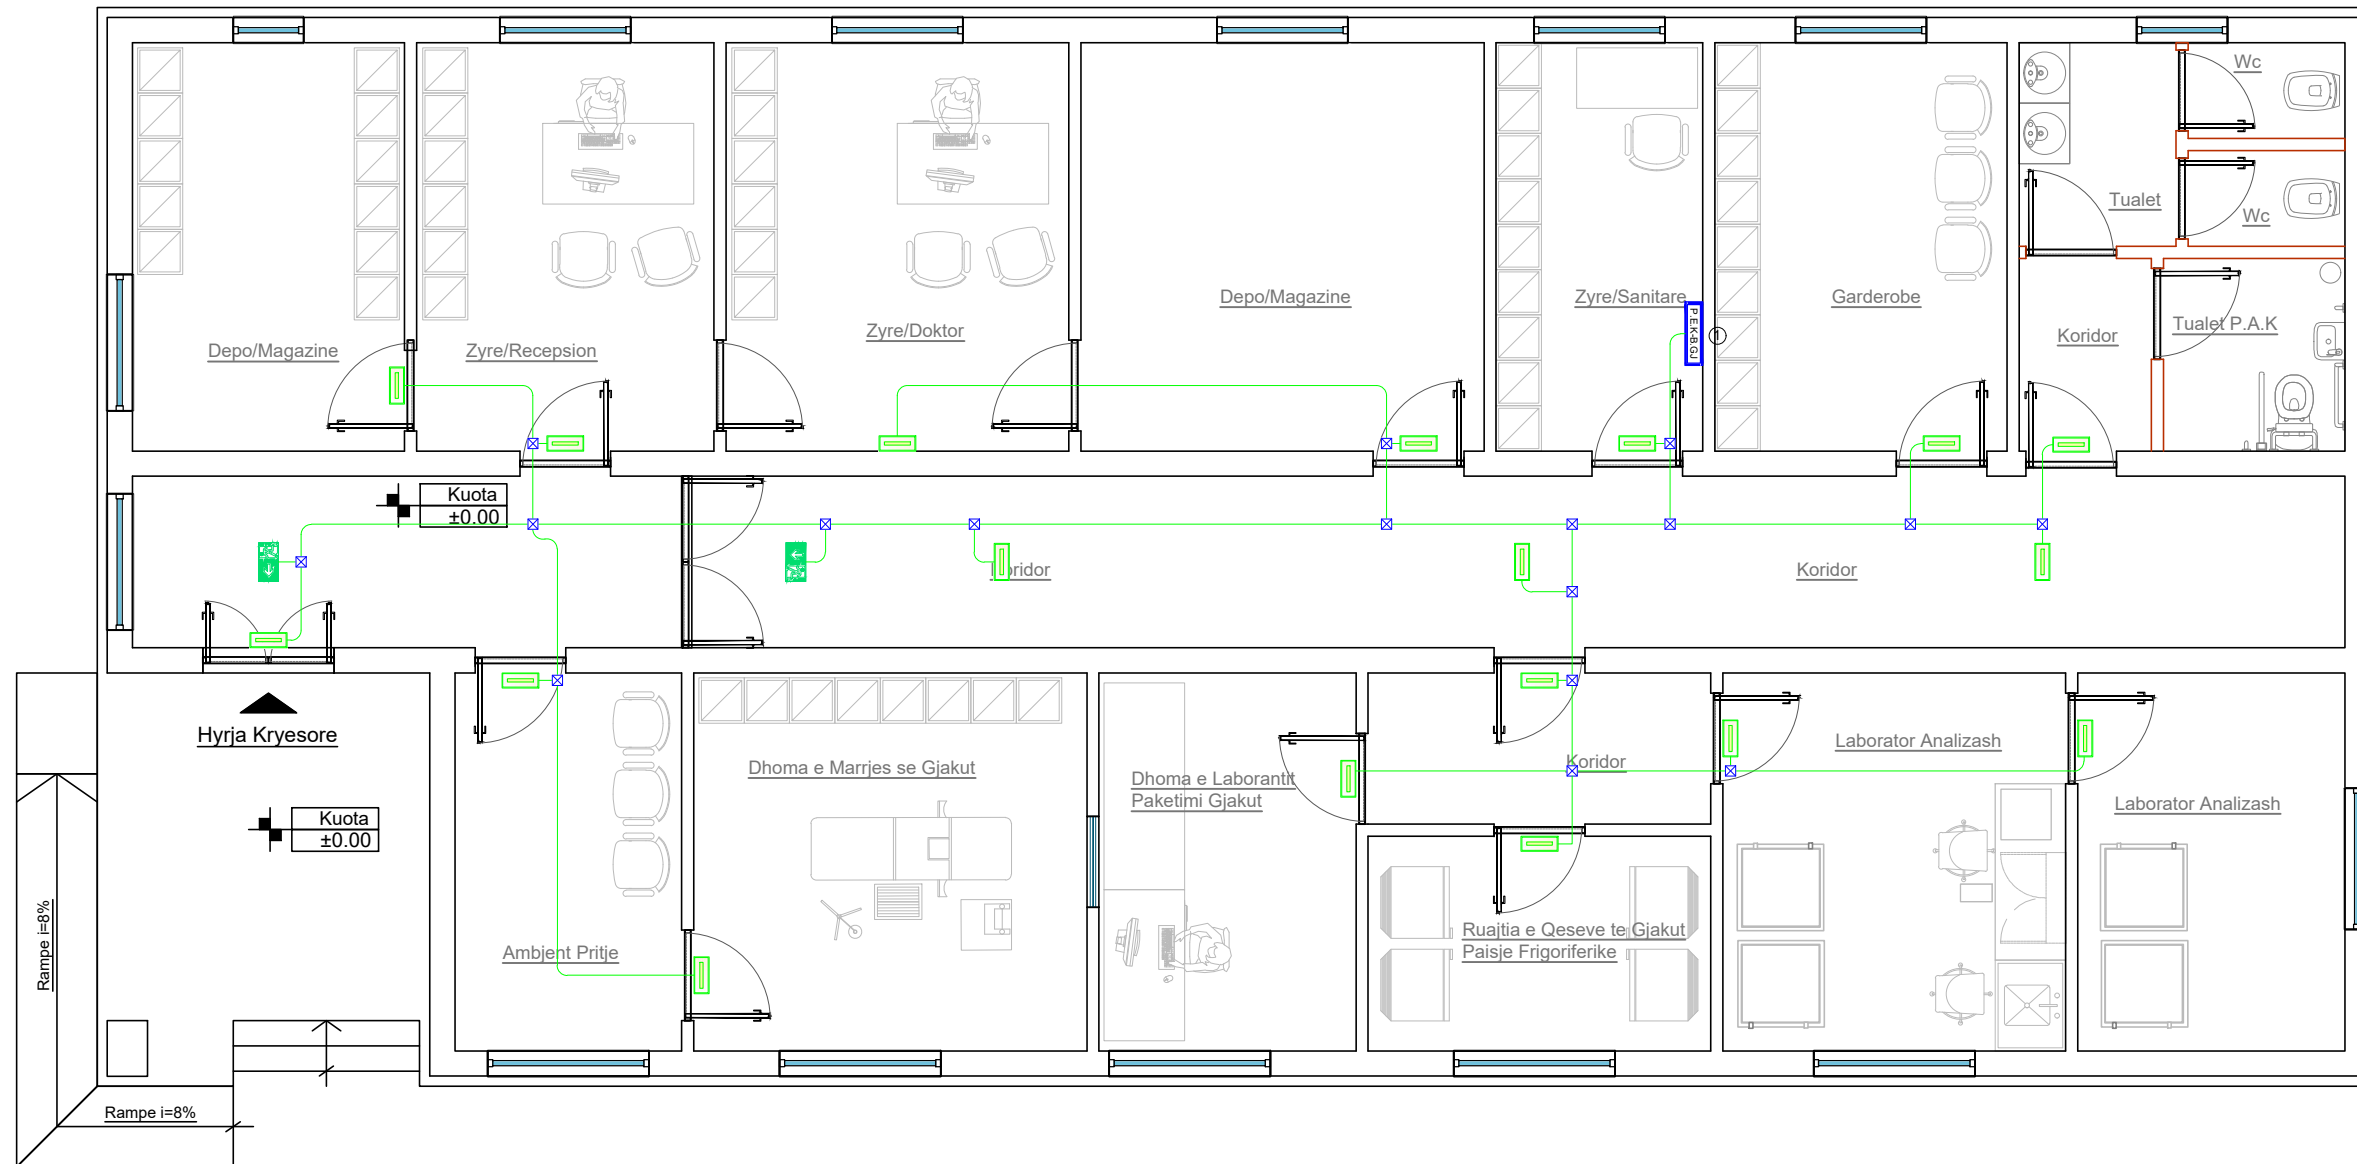 Wc
Tualet
Wc
Depo/Magazine
Zyre/Sanitare
Garderobe
Zyre/Doktor
Tualet P.A.K
Koridor
Depo/Magazine
Zyre/Recepsion
P.E.K-B.GJ
1
Kuota
±0.00
Koridor
Koridor
Hyrja Kryesore
Laborator Analizash
Koridor
Dhoma e Marrjes se Gjakut
Dhoma e Laborantit
Paketimi Gjakut
Laborator Analizash
Kuota
±0.00
Ruajtia e Qeseve te Gjakut
Paisje Frigoriferike
Ambjent Pritje
Rampe i=8%
Rampe i=8%